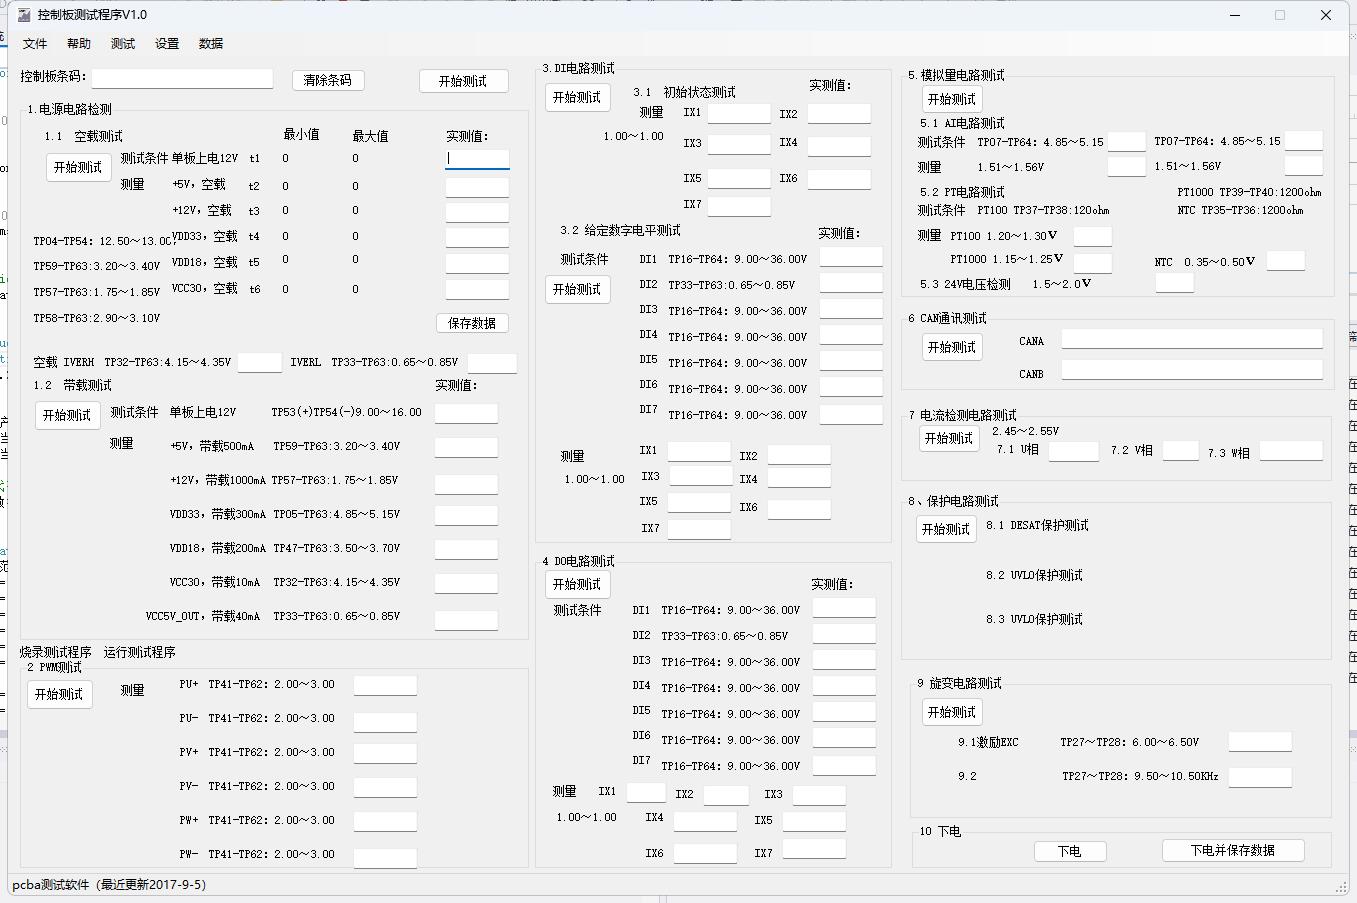 控制板测试程序V1.0
文件 帮助 测试 设置 数据
控制板条码: 清除条码 开始测试
1.电源电路检测
1.1 空载测试 最小值 最大值 实测值:
开始测试
测试条件 单板上电12V t1 0 0
测量 +5V, 空载 t2 0 0
+12V, 空载 t3 0 0
TP04-TP54: 12.50～13.00, VDD33, 空载 t4 0 0
TP59-TP63:3.20～3.40V VDD18, 空载 t5 0 0
TP57-TP63:1.75～1.85V VCC30, 空载 t6 0 0
TP58-TP63:2.90～3.10V
保存数据
空载 IVERH TP32-TP63:4.15～4.35V IVERL TP33-TP63:0.65～0.85V
1.2 带载测试 实测值:
开始测试 测试条件 单板上电12V TP53(+)TP54(-)9.00～16.00
测量 +5V, 带载500mA TP59-TP63:3.20～3.40V
+12V, 带载1000mA TP57-TP63:1.75～1.85V
VDD33, 带载300mA TP05-TP63:4.85～5.15V
VDD18, 带载200mA TP47-TP63:3.50～3.70V
VCC30, 带载10mA TP32-TP63:4.15～4.35V
VCC5V_OUT, 带载40mA TP33-TP63:0.65～0.85V
烧录测试程序 运行测试程序
2 PWM测试
开始测试 测量 PU+ TP41-TP62: 2.00～3.00
PU- TP41-TP62: 2.00～3.00
PV+ TP41-TP62: 2.00～3.00
PV- TP41-TP62: 2.00～3.00
PW+ TP41-TP62: 2.00～3.00
PW- TP41-TP62: 2.00～3.00
3.DI电路测试
开始测试 3.1 初始状态测试 实测值:
测量 IX1 IX2
1.00～1.00
IX3 IX4
IX5 IX6
IX7
3.2 给定数字电平测试 实测值:
测试条件 DI1 TP16-TP64: 9.00～36.00V
开始测试 DI2 TP33-TP63:0.65～0.85V
DI3 TP16-TP64: 9.00～36.00V
DI4 TP16-TP64: 9.00～36.00V
DI5 TP16-TP64: 9.00～36.00V
DI6 TP16-TP64: 9.00～36.00V
DI7 TP16-TP64: 9.00～36.00V
测量 IX1 IX2
1.00～1.00 IX3 IX4
IX5 IX6
IX7
4 DO电路测试
开始测试 实测值:
测试条件 DI1 TP16-TP64: 9.00～36.00V
DI2 TP33-TP63:0.65～0.85V
DI3 TP16-TP64: 9.00～36.00V
DI4 TP16-TP64: 9.00～36.00V
DI5 TP16-TP64: 9.00～36.00V
DI6 TP16-TP64: 9.00～36.00V
DI7 TP16-TP64: 9.00～36.00V
测量 IX1 IX2 IX3
1.00～1.00 IX4 IX5
IX6 IX7
5.模拟量电路测试
开始测试
5.1 AI电路测试
测试条件 TP07-TP64: 4.85～5.15 TP07-TP64: 4.85～5.15
测量 1.51～1.56V 1.51～1.56V
5.2 PT电路测试 PT1000 TP39-TP40:1200ohm
测试条件 PT100 TP37-TP38:120ohm NTC TP35-TP36:1200ohm
测量 PT100 1.20～1.30V
PT1000 1.15～1.25V NTC 0.35～0.50V
5.3 24V电压检测 1.5～2.0V
6 CAN通讯测试
开始测试 CANA
CANB
7 电流检测电路测试
开始测试 2.45～2.55V
7.1 U相 7.2 V相 7.3 W相
8、保护电路测试
开始测试 8.1 DESAT保护测试
8.2 UVLO保护测试
8.3 UVLO保护测试
9 旋变电路测试
开始测试
9.1激励EXC TP27～TP28: 6.00～6.50V
9.2 TP27～TP28: 9.50～10.50KHz
10 下电
下电 下电并保存数据
pcba测试软件（最近更新2017-9-5）